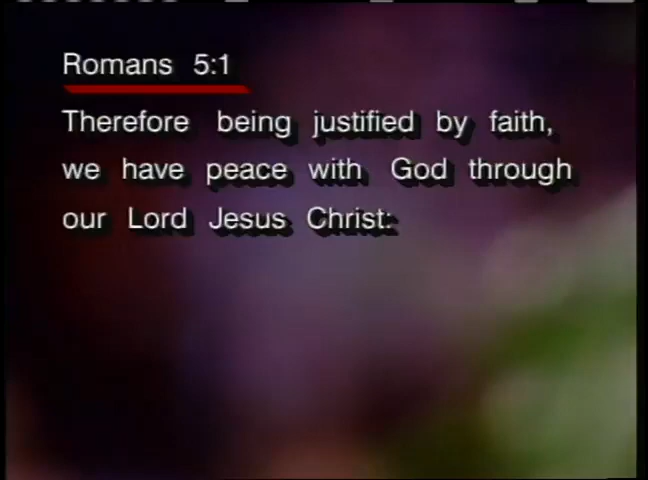 Romans 5:1
Therefore being justified by faith,
we have peace with God through
our Lord Jesus Christ: